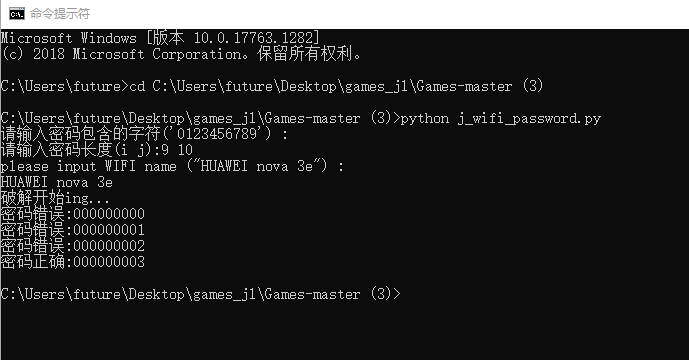 命令提示符
Microsoft Windows [版本 10.0.17763.1282]
(c) 2018 Microsoft Corporation。保留所有权利。
C:\Users\future>cd C:\Users\future\Desktop\games_jl\Games-master (3)
C:\Users\future\Desktop\games_jl\Games-master (3)>python j_wifi_password.py
请输入密码包含的字符('0123456789') :
请输入密码长度(i j):9 10
please input WIFI name ("HUAWEI nova 3e") :
HUAWEI nova 3e
破解开始ing...
密码错误:000000000
密码错误:000000001
密码错误:000000002
密码正确:000000003
C:\Users\future\Desktop\games_jl\Games-master (3)>